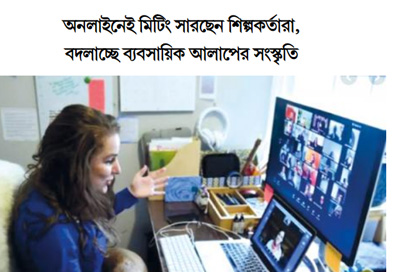 অনলাইনেই মিটিং সারছেন শিল্পকর্তারা,
বদলাচ্ছে ব্যবসায়িক আলাপের সংস্কৃতি